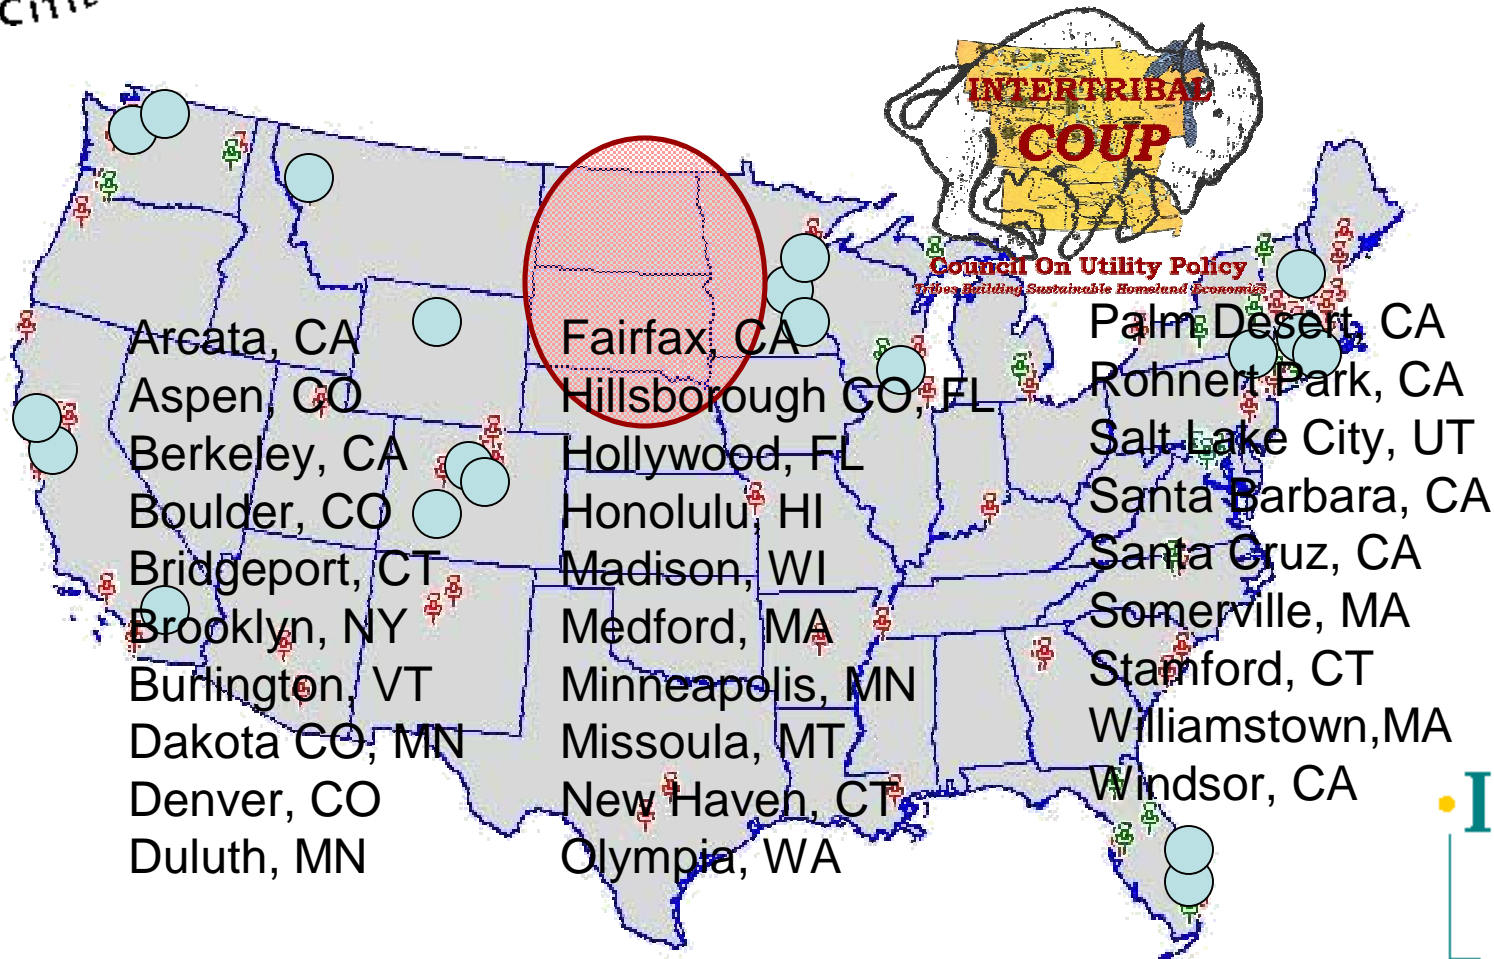 CITIE
INTERTRIBAL
COUP
Council On Utility Policy
Tribes Building Sustainable Homeland Economies
Arcata, CA
Aspen, CO
Berkeley, CA
Boulder, CO
Bridgeport, CT
Brooklyn, NY
Burlington, VT
Dakota CO, MN
Denver, CO
Duluth, MN
Fairfax, CA
Hillsborough CO, FL
Hollywood, FL
Honolulu, HI
Madison, WI
Medford, MA
Minneapolis, MN
Missoula, MT
New Haven, CT
Olympia, WA
Palm Desert, CA
Rohnert Park, CA
Salt Lake City, UT
Santa Barbara, CA
Santa Cruz, CA
Somerville, MA
Stamford, CT
Williamstown,MA
Windsor, CA
I